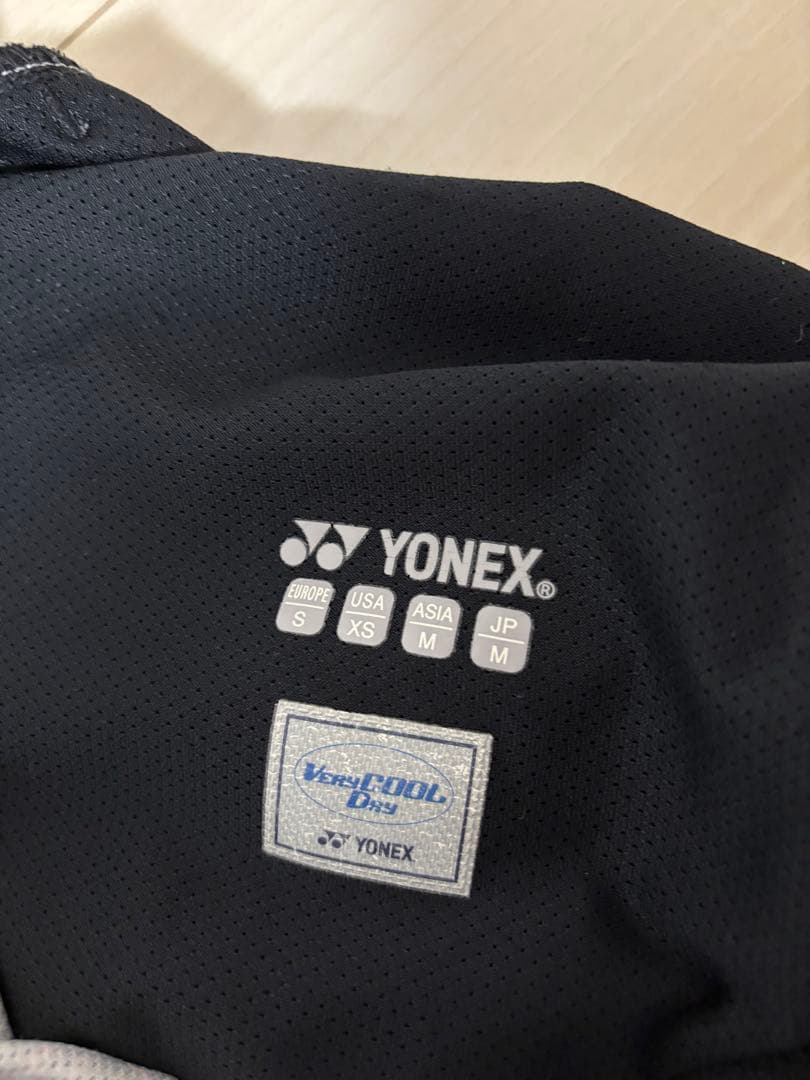 YONEX®
EUROPE USA ASIA JP
S XS M M
VERYCOOL
DRY
YONEX